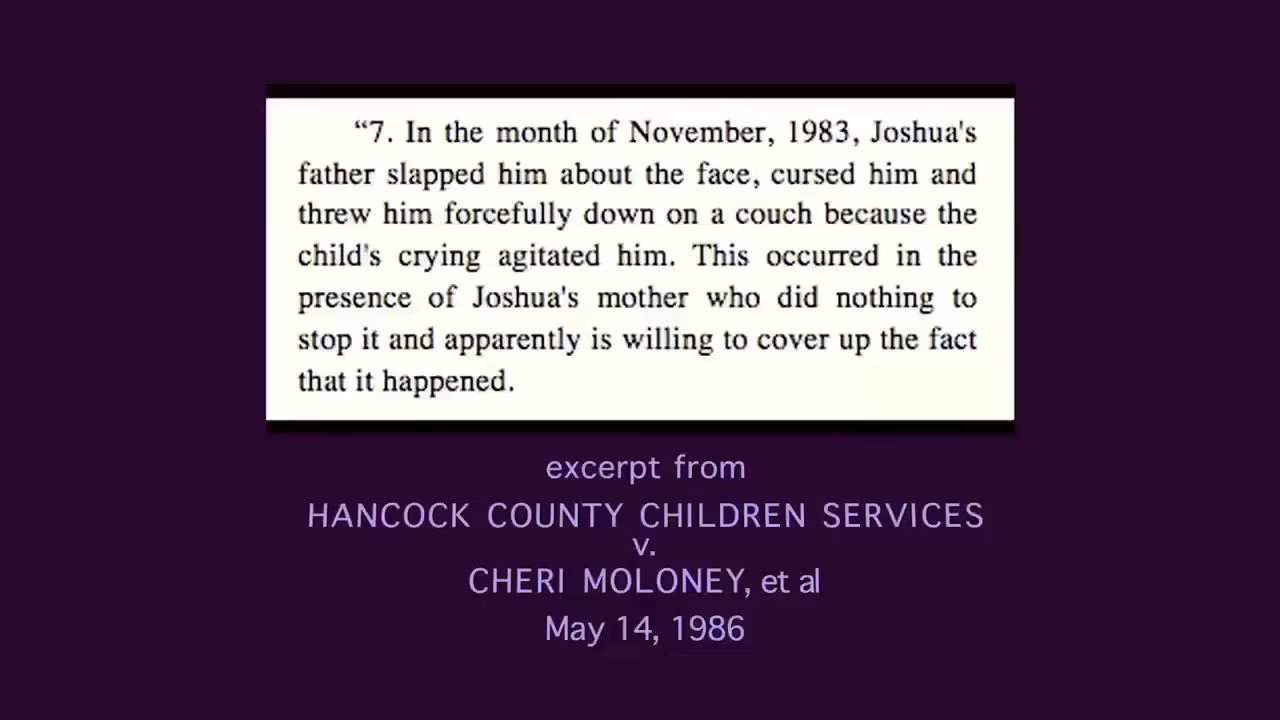 “7. In the month of November, 1983, Joshua's
father slapped him about the face, cursed him and
threw him forcefully down on a couch because the
child's crying agitated him. This occurred in the
presence of Joshua's mother who did nothing to
stop it and apparently is willing to cover up the fact
that it happened.
excerpt from
HANCOCK COUNTY CHILDREN SERVICES
v.
CHERI MOLONEY, et al
May 14, 1986